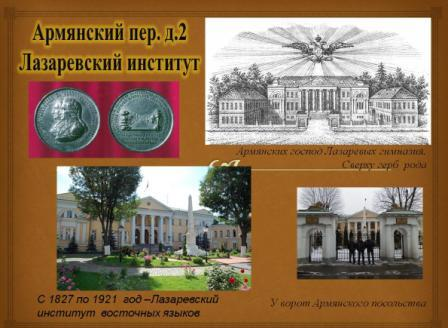 Армянский пер. д.2
Лазаревский институт
Армянских господ Лазаревых гимназия.
Сверху герб рода
С 1827 по 1921 год –Лазаревский
институт восточных языков
У ворот Армянского посольства